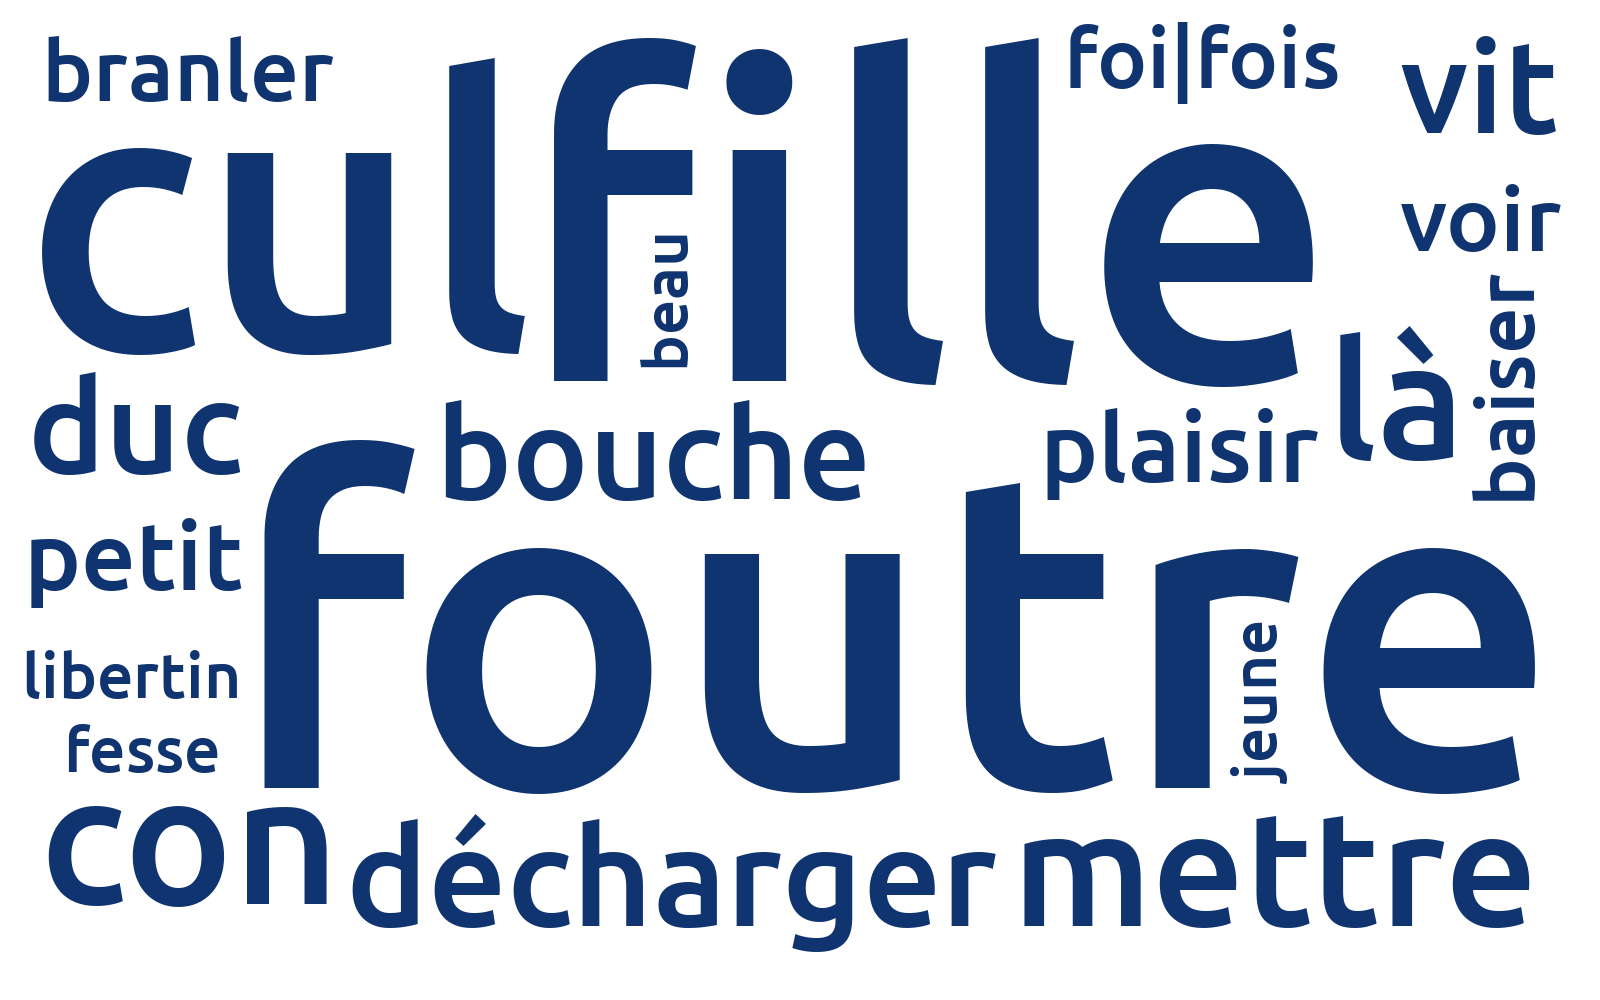 branler
foi|fois
vit
cul
fille
voir
beau
baiser
là
duc
bouche
plaisir
foutre
petit
libertin
jeune
fesse
con
décharger
mettre